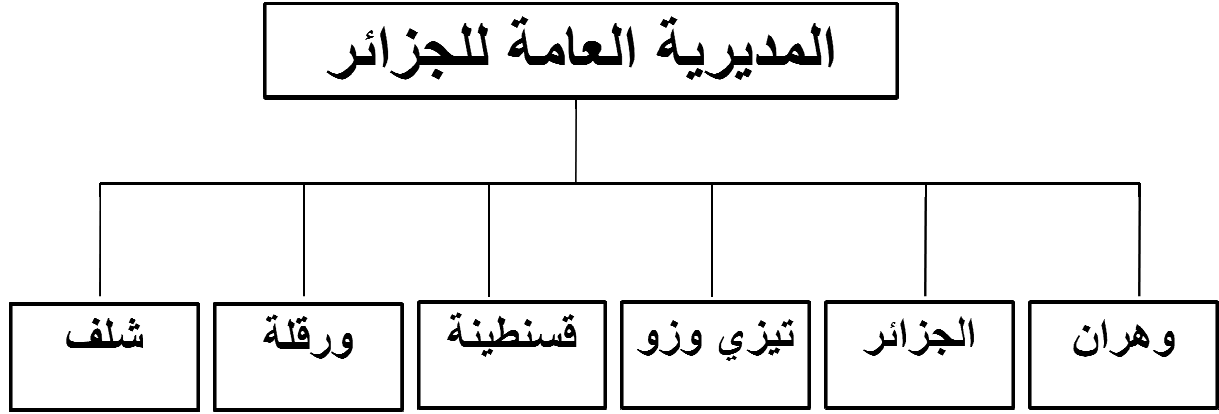 المديرية العامة للجزائر
وهران
الجزائر
تيزي وزو
قسنطينة
ورقلة
شلف